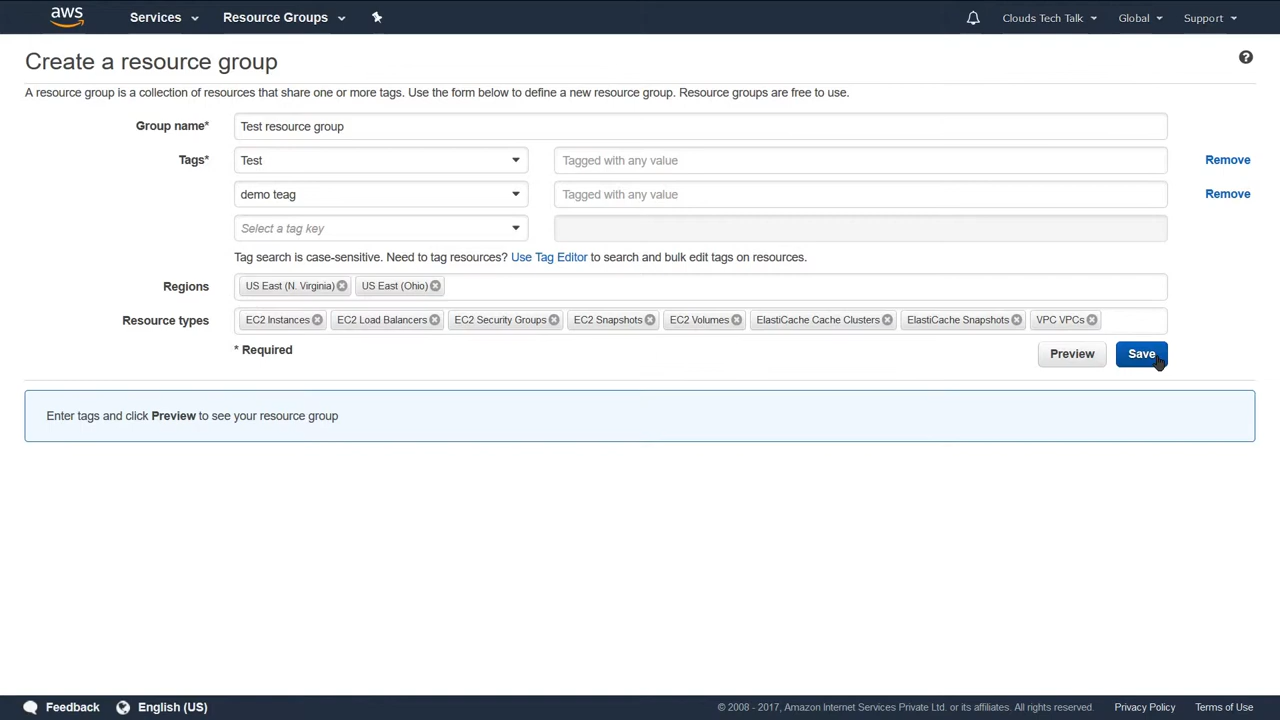 aws Services Resource Groups Clouds Tech Talk Global Support
Create a resource group
A resource group is a collection of resources that share one or more tags. Use the form below to define a new resource group. Resource groups are free to use.
Group name* Test resource group
Tags* Test Tagged with any value Remove
demo teag Tagged with any value Remove
Select a tag key
Tag search is case-sensitive. Need to tag resources? Use Tag Editor to search and bulk edit tags on resources.
Regions US East (N. Virginia) US East (Ohio)
Resource types EC2 Instances EC2 Load Balancers EC2 Security Groups EC2 Snapshots EC2 Volumes ElastiCache Cache Clusters ElastiCache Snapshots VPC VPCs
* Required Preview Save
Enter tags and click Preview to see your resource group
Feedback English (US) © 2008 - 2017, Amazon Internet Services Private Ltd. or its affiliates. All rights reserved. Privacy Policy Terms of Use